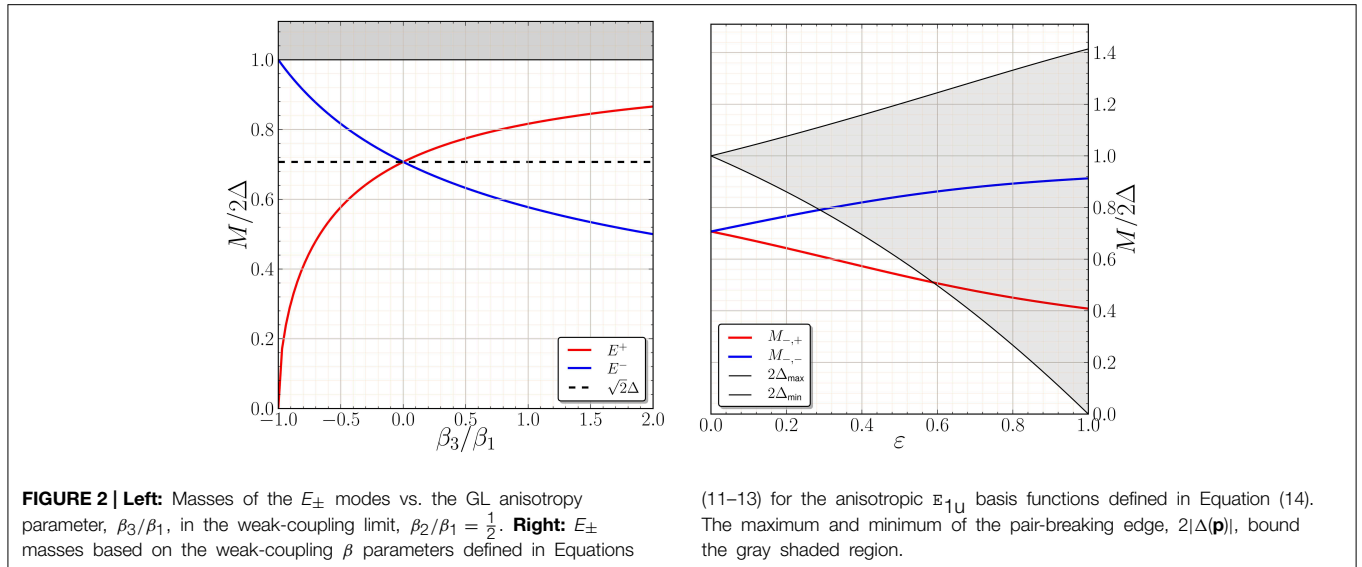 1.0
0.8
0.6
0.4
0.2
0.0
M/2Δ
−1.0 −0.5 0.0 0.5 1.0 1.5 2.0
β₃/β₁
E⁺
E⁻
√2Δ
1.4
1.2
1.0
0.8
0.6
0.4
0.2
0.0
M/2Δ
0.0 0.2 0.4 0.6 0.8 1.0
ε
M₋,₊
M₋,₋
2Δmax
2Δmin
FIGURE 2 | Left: Masses of the E± modes vs. the GL anisotropy
parameter, β₃/β₁, in the weak-coupling limit, β₂/β₁ = 1/2. Right: E±
masses based on the weak-coupling β parameters defined in Equations
(11–13) for the anisotropic E₁u basis functions defined in Equation (14).
The maximum and minimum of the pair-breaking edge, 2|Δ(p)|, bound
the gray shaded region.